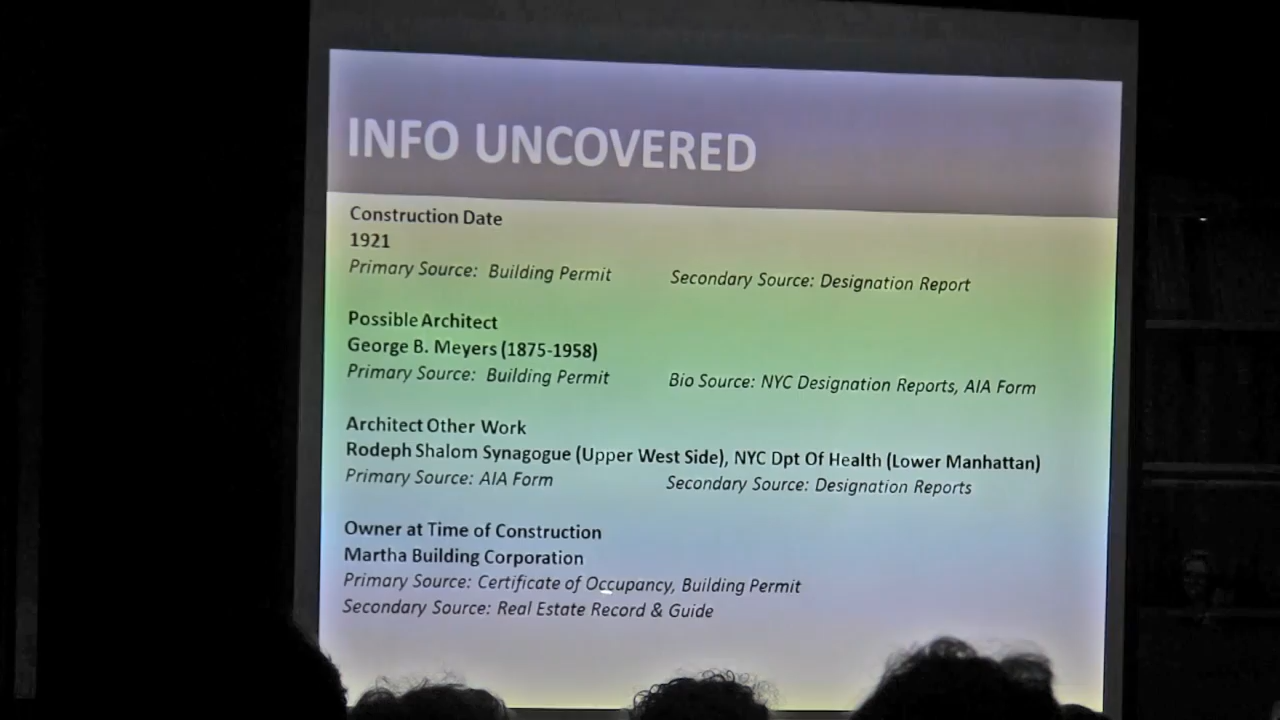 INFO UNCOVERED
Construction Date
1921
Primary Source: Building Permit Secondary Source: Designation Report
Possible Architect
George B. Meyers (1875-1958)
Primary Source: Building Permit Bio Source: NYC Designation Reports, AIA Form
Architect Other Work
Rodeph Shalom Synagogue (Upper West Side), NYC Dpt Of Health (Lower Manhattan)
Primary Source: AIA Form Secondary Source: Designation Reports
Owner at Time of Construction
Martha Building Corporation
Primary Source: Certificate of Occupancy, Building Permit
Secondary Source: Real Estate Record & Guide